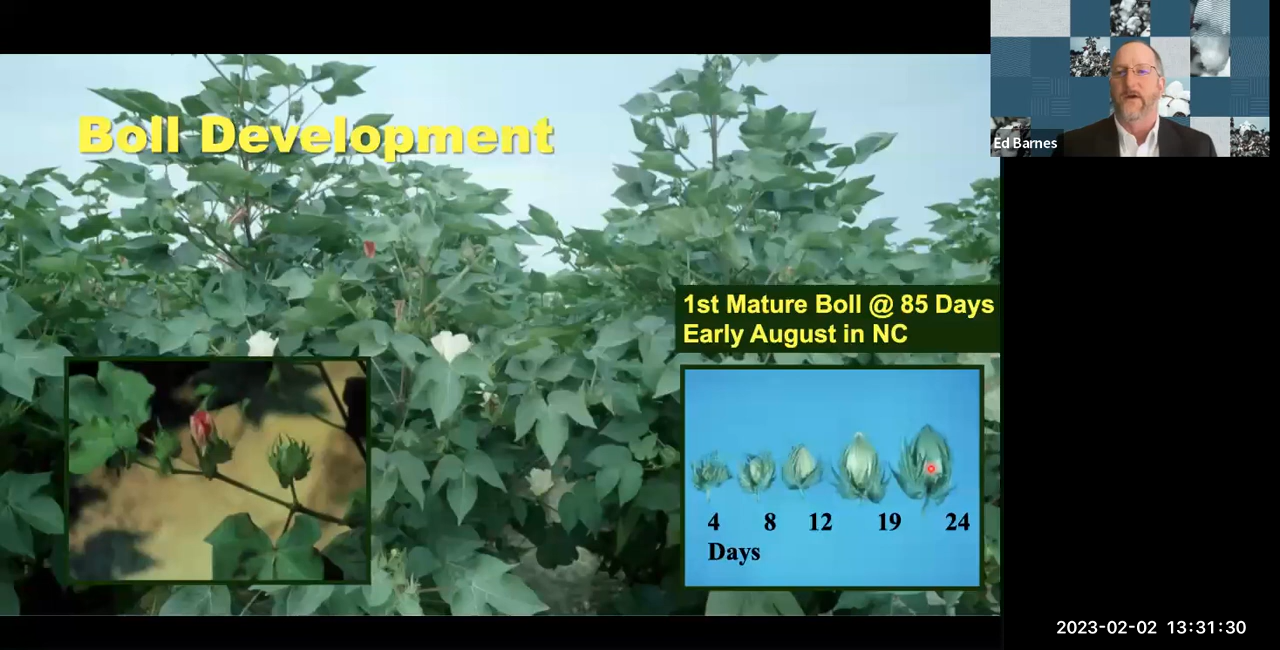 Boll Development
Ed Barnes
1st Mature Boll @ 85 Days
Early August in NC
4 8 12 19 24
Days
2023-02-02 13:31:30